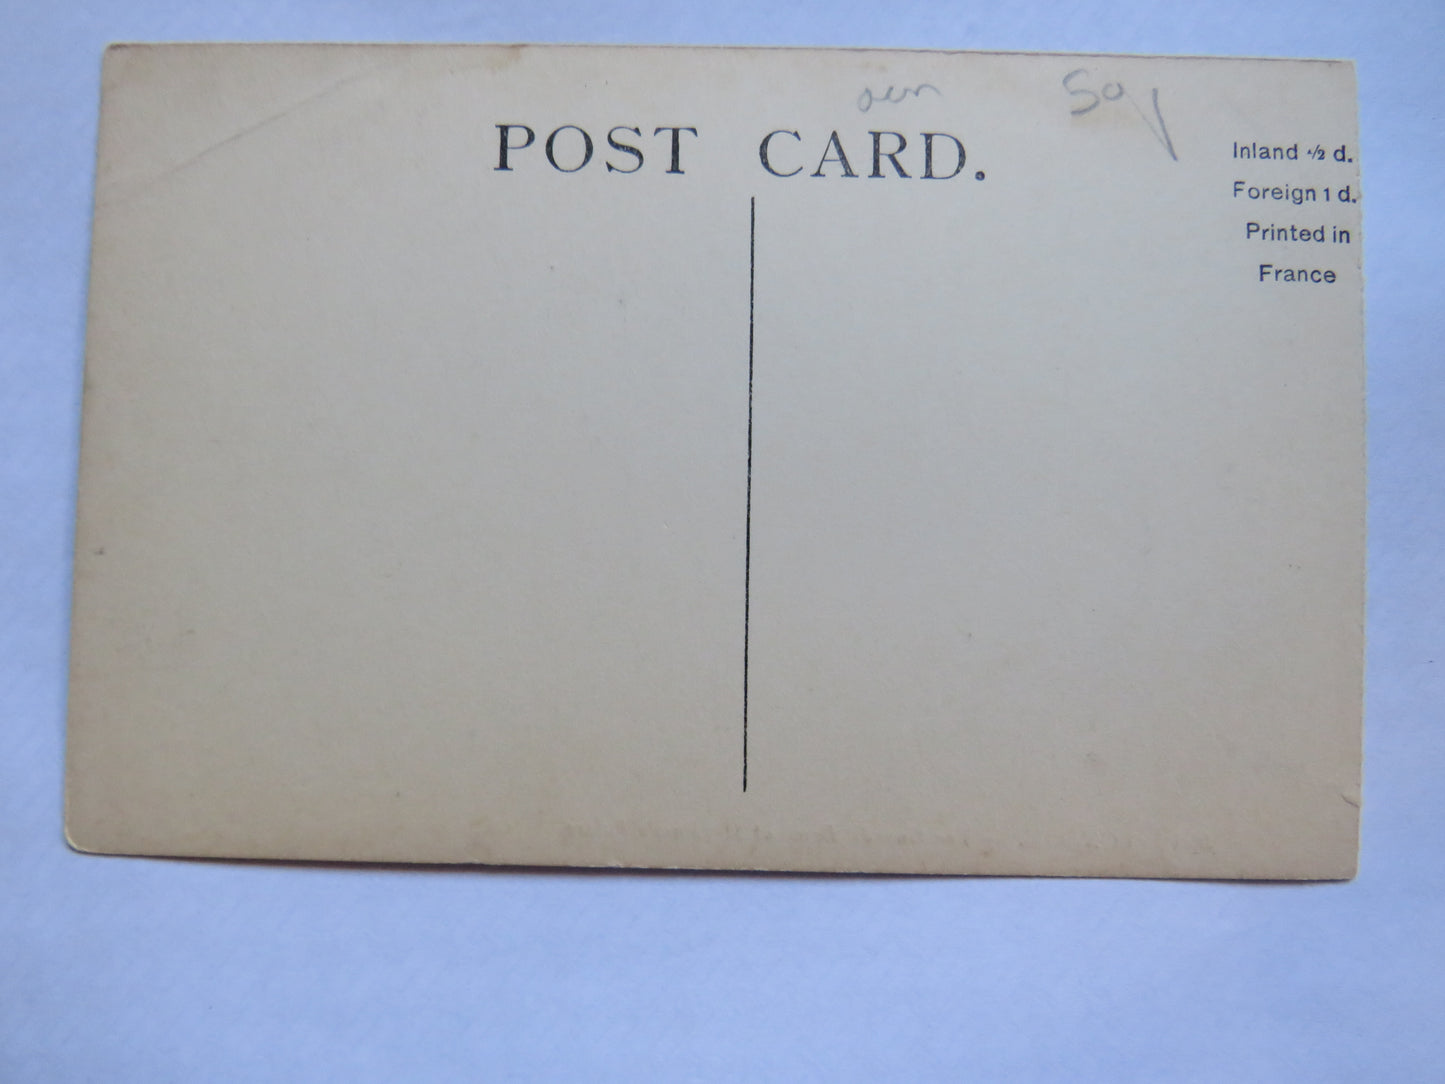 POST CARD.
Inland ½ d.
Foreign 1 d.
Printed in
France